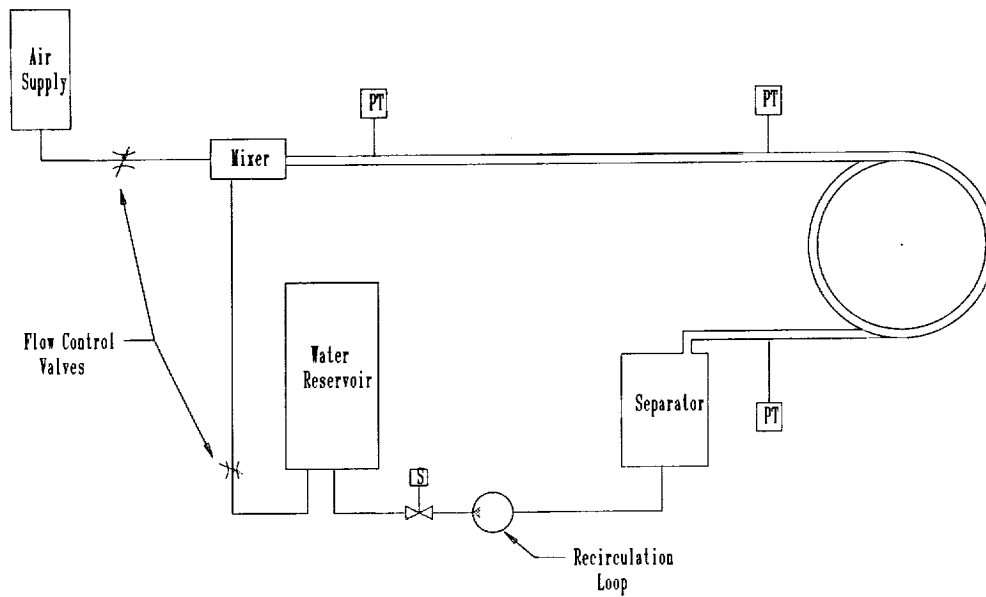 Air
Supply
PT
PT
Mixer
Flow Control
Valves
Water
Reservoir
Separator
PT
S
Recirculation
Loop